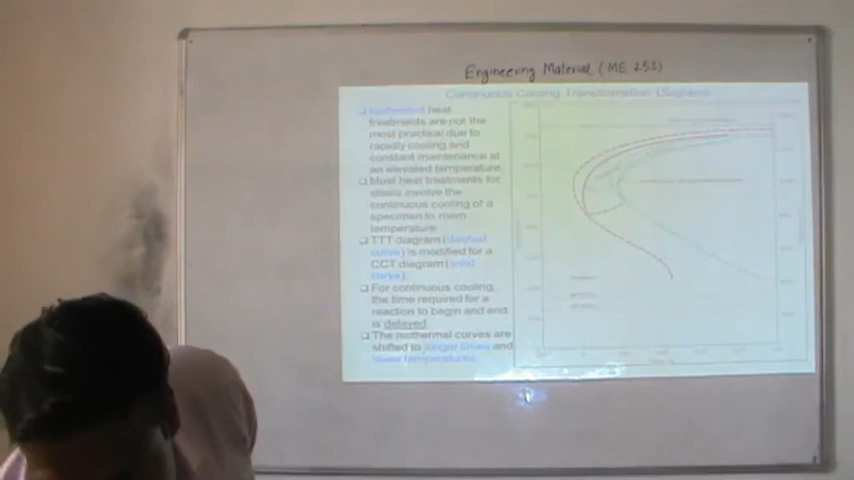 Engineering Material (ME 253)
Continuous Cooling Transformation Diagrams
❑ Isothermal heat
treatments are not the
most practical due to
rapidly cooling and
constant maintenance at
an elevated temperature.
❑ Most heat treatments for
steels involve the
continuous cooling of a
specimen to room
temperature.
❑ TTT diagram (dashed
curve) is modified for a
CCT diagram (solid
curve).
❑ For continuous cooling,
the time required for a
reaction to begin and end
is delayed.
❑ The isothermal curves are
shifted to longer times and
lower temperatures.